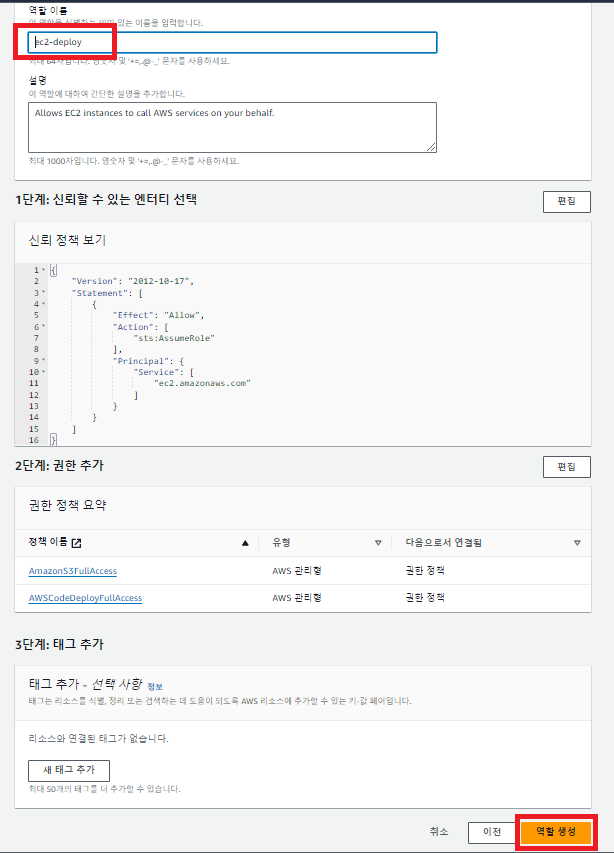 역할 이름
이 역할을 식별하는 의미 있는 이름을 입력합니다.
ec2-deploy
최대 64자입니다. 영숫자 및 '+=,.@-_' 문자를 사용하세요.
설명
이 역할에 대하여 간단한 설명을 추가합니다.
Allows EC2 instances to call AWS services on your behalf.
최대 1000자입니다. 영숫자 및 '+=,.@-_' 문자를 사용하세요.
1단계: 신뢰할 수 있는 엔터티 선택
편집
신뢰 정책 보기
1 {
2 "Version": "2012-10-17",
3 "Statement": [
4 {
5 "Effect": "Allow",
6 "Action": [
7 "sts:AssumeRole"
8 ],
9 "Principal": {
10 "Service": [
11 "ec2.amazonaws.com"
12 ]
13 }
14 }
15 ]
16 }
2단계: 권한 추가
편집
권한 정책 요약
정책 이름 유형 다음으로서 연결됨
AmazonS3FullAccess AWS 관리형 권한 정책
AWSCodeDeployFullAccess AWS 관리형 권한 정책
3단계: 태그 추가
태그 추가 - 선택 사항 정보
태그는 리소스를 식별, 정리 또는 검색하는 데 도움이 되도록 AWS 리소스에 추가할 수 있는 키-값 페어입니다.
리소스와 연결된 태그가 없습니다.
새 태그 추가
최대 50개의 태그를 더 추가할 수 있습니다.
취소 이전 역할 생성